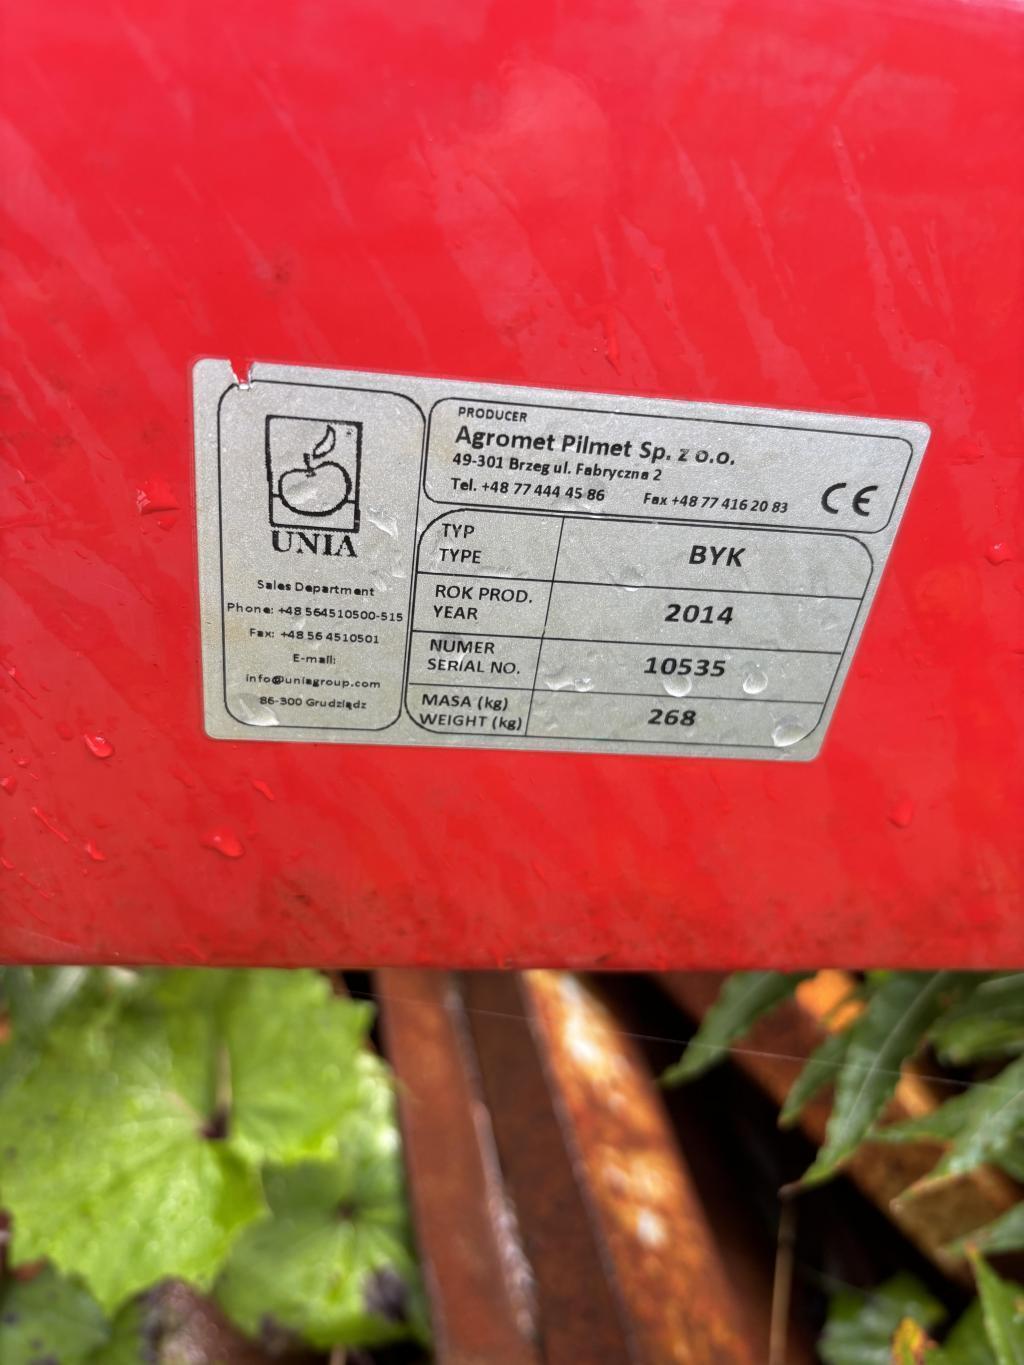 UNIA
Sales Department
Phone: +48 564510500-515
Fax: +48 56 4510501
E-mail:
info@uniagroup.com
86-300 Grudziądz
PRODUCER
Agromet Pilmet Sp. z o.o.
49-301 Brzeg ul. Fabryczna 2
Tel. +48 77 444 45 86 Fax +48 77 416 20 83
CE
TYP
TYPE
BYK
ROK PROD.
YEAR
2014
NUMER
SERIAL NO.
10535
MASA (kg)
WEIGHT (kg)
268